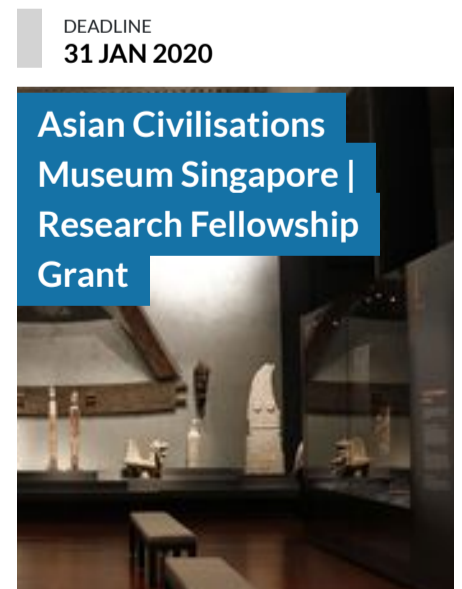 DEADLINE
31 JAN 2020
Asian Civilisations
Museum Singapore |
Research Fellowship
Grant